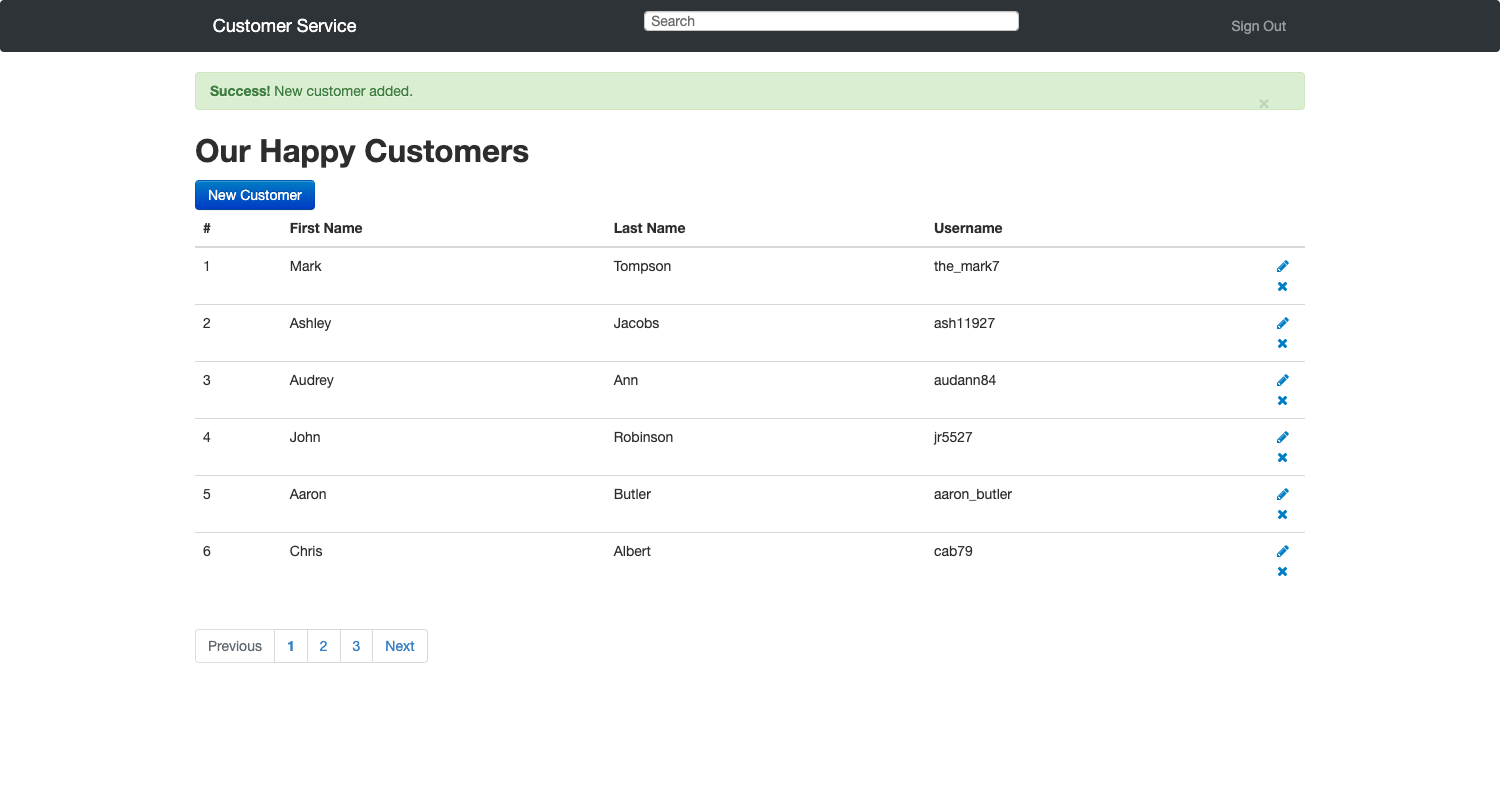 Customer Service Search Sign Out
Success! New customer added.
×
Our Happy Customers
New Customer
# First Name Last Name Username
1 Mark Tompson the_mark7
2 Ashley Jacobs ash11927
3 Audrey Ann audann84
4 John Robinson jr5527
5 Aaron Butler aaron_butler
6 Chris Albert cab79
Previous 1 2 3 Next